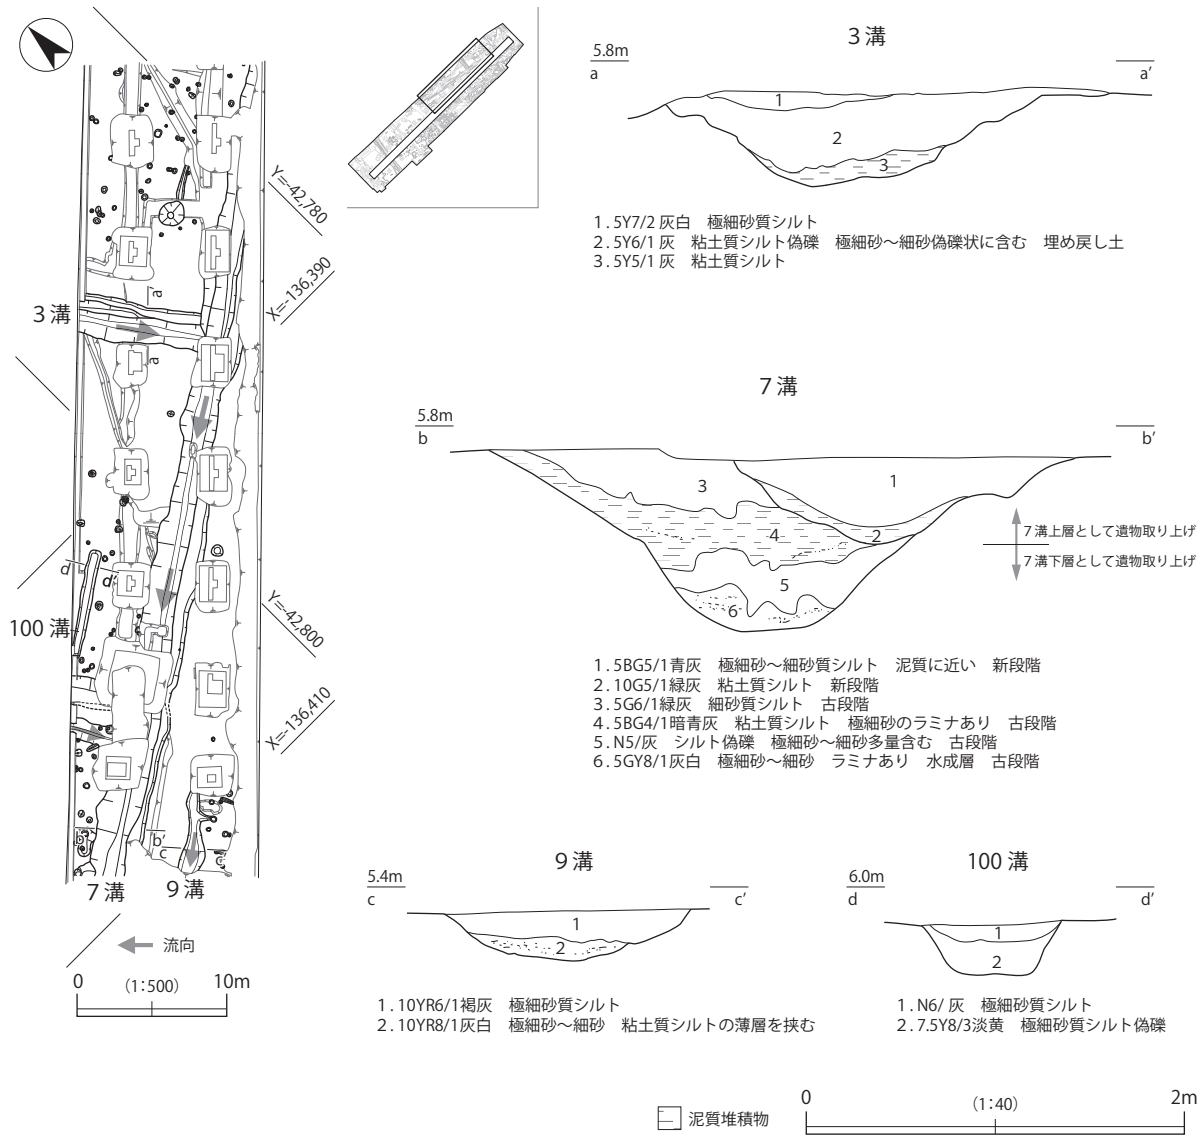 3溝
5.8m
a
a′
1
2
3
1．5Y7/2 灰白　極細砂質シルト
2．5Y6/1 灰　粘土質シルト偽礫　極細砂～細砂偽礫状に含む　埋め戻し土
3．5Y5/1 灰　粘土質シルト
Y=-42,780
X=-136,390
3溝
a′
a
7溝
5.8m
b
b′
1
3
2
4
5
6
7溝上層として遺物取り上げ
7溝下層として遺物取り上げ
d
d′
100溝
Y=-42,800
X=-136,410
1．5BG5/1青灰　極細砂～細砂質シルト　泥質に近い　新段階
2．10G5/1緑灰　粘土質シルト　新段階
3．5G6/1緑灰　細砂質シルト　古段階
4．5BG4/1暗青灰　粘土質シルト　極細砂のラミナあり　古段階
5．N5/灰　シルト偽礫　極細砂～細砂多量含む　古段階
6．5GY8/1灰白　極細砂～細砂　ラミナあり　水成層　古段階
b′
c
c′
7溝
9溝
流向
0
(1:500)
10m
9溝
5.4m
c
c′
1
2
1．10YR6/1褐灰　極細砂質シルト
2．10YR8/1灰白　極細砂～細砂　粘土質シルトの薄層を挟む
100溝
6.0m
d
d′
1
2
1．N6/ 灰　極細砂質シルト
2．7.5Y8/3淡黄　極細砂質シルト偽礫
泥質堆積物
0
(1:40)
2m